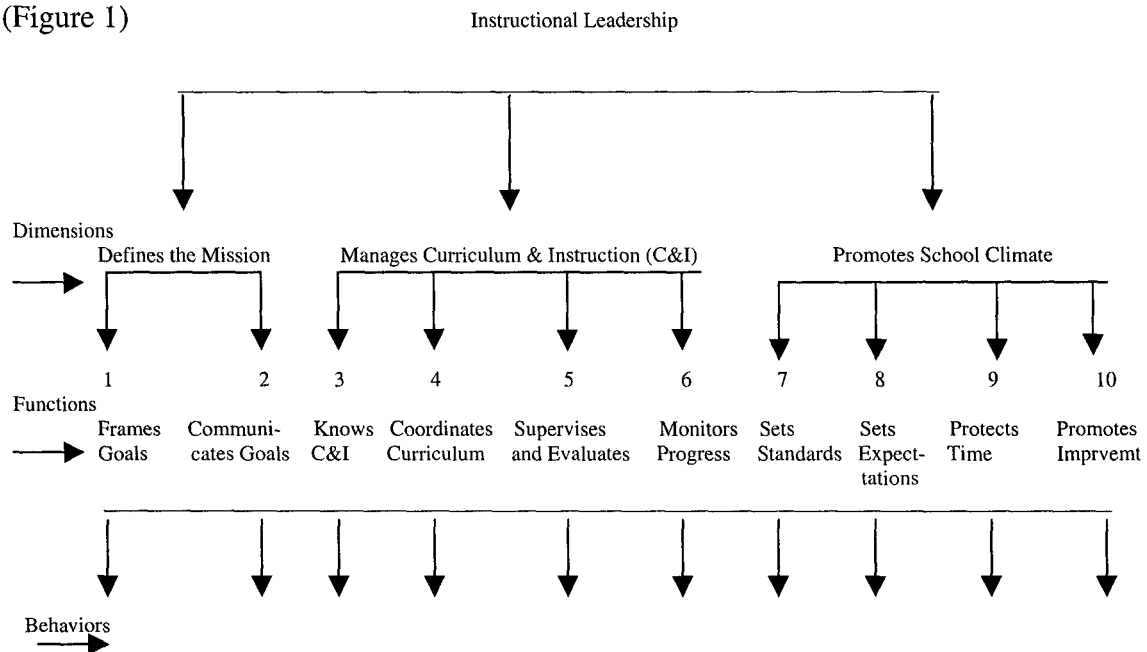 (Figure 1)
Instructional Leadership
Dimensions
Defines the Mission
Manages Curriculum & Instruction (C&I)
Promotes School Climate
1 2 3 4 5 6 7 8 9 10
Functions
Frames Communi- Knows Coordinates Supervises Monitors Sets Sets Protects Promotes
Goals cates Goals C&I Curriculum and Evaluates Progress Standards Expect- Time Imprvemt
tations
Behaviors